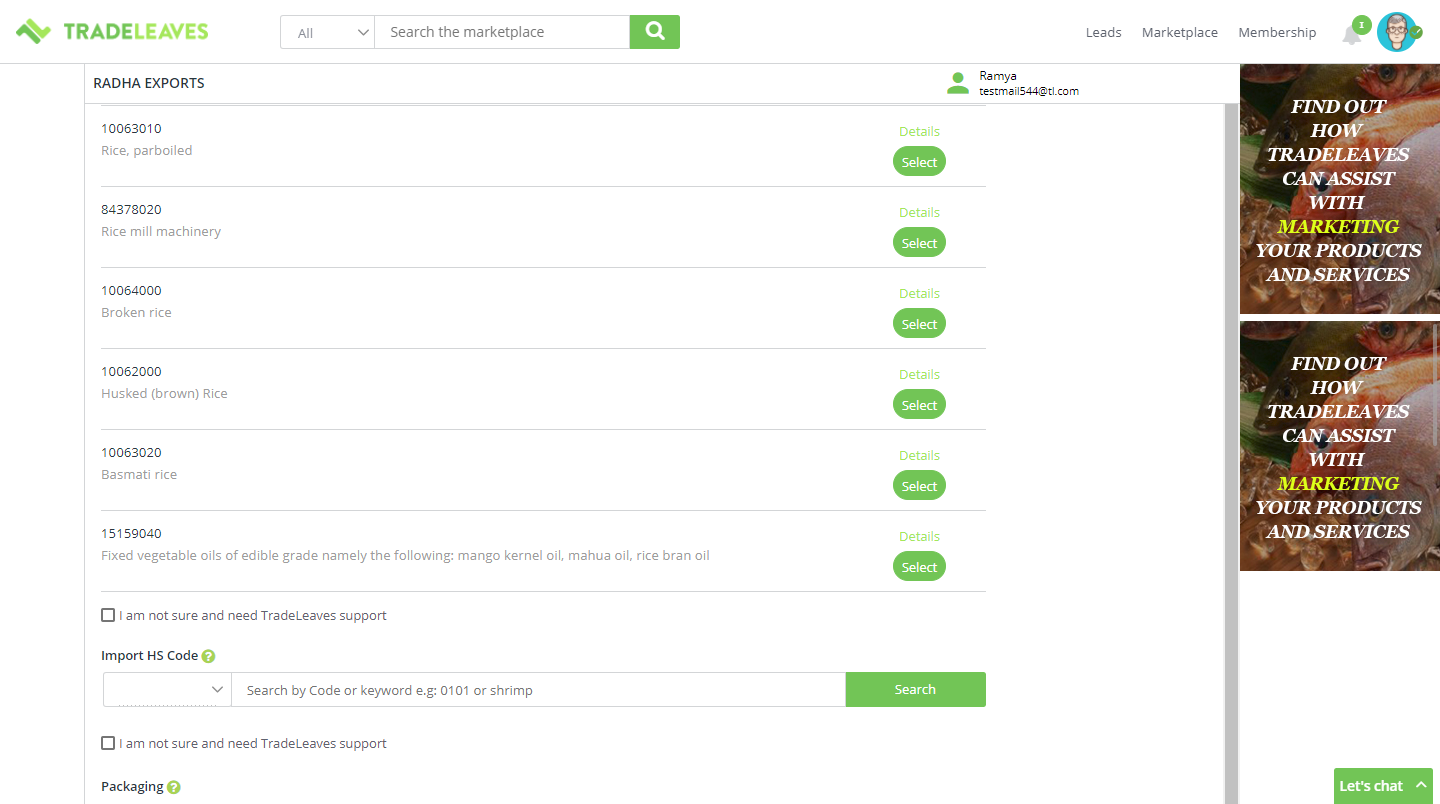 TRADELEAVES
All
Search the marketplace
Leads
Marketplace
Membership
I
RADHA EXPORTS
Ramya
testmail544@tl.com
10063010
Rice, parboiled
Details
Select
84378020
Rice mill machinery
Details
Select
10064000
Broken rice
Details
Select
10062000
Husked (brown) Rice
Details
Select
10063020
Basmati rice
Details
Select
15159040
Fixed vegetable oils of edible grade namely the following: mango kernel oil, mahua oil, rice bran oil
Details
Select
I am not sure and need TradeLeaves support
Import HS Code ?
Search by Code or keyword e.g: 0101 or shrimp
Search
I am not sure and need TradeLeaves support
Packaging ?
FIND OUT
HOW
TRADELEAVES
CAN ASSIST
WITH
MARKETING
YOUR PRODUCTS
AND SERVICES
FIND OUT
HOW
TRADELEAVES
CAN ASSIST
WITH
MARKETING
YOUR PRODUCTS
AND SERVICES
Let's chat